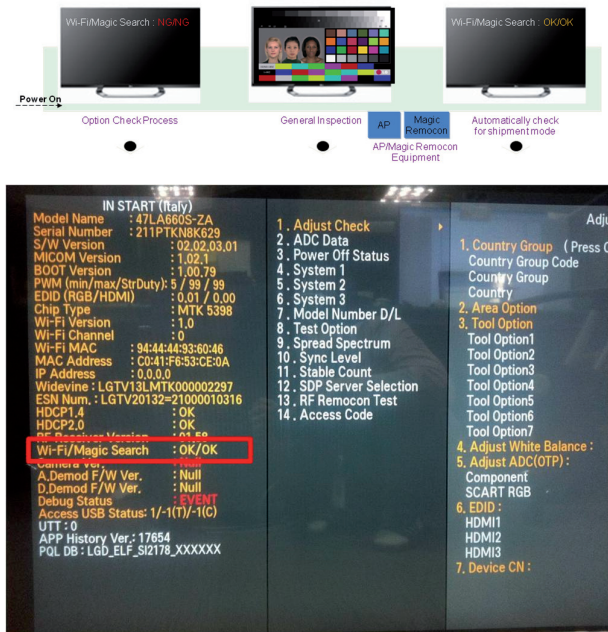 Wi-Fi/Magic Search : NG/NG
Wi-Fi/Magic Search : OK/OK
Power On
Option Check Process
General Inspection
AP
Magic
Remocon
Automatically check
for shipment mode
AP/Magic Remocon
Equipment
IN START (Italy)
Model Name : 47LA660S-ZA
Serial Number : 211PTKN8K629
S/W Version : 02.02.03.01
MICOM Version : 1.02.1
BOOT Version : 1.00.79
PWM (min/max/StrDuty): 5 / 99 / 99
EDID (RGB/HDMI) : 0.01 / 0.00
Chip Type : MTK 5398
Wi-Fi Version : 1.0
Wi-Fi Channel : 0
Wi-Fi MAC : 94:44:44:93:60:46
MAC Address : C0:41:F6:53:CE:0A
IP Address : 0.0.0.0
Widevine : LGTV13LMTK000002297
ESN Num. : LGTV20132=21000010316
HDCP1.4 : OK
HDCP2.0 : OK
RF Receiver Version : 01.58
Wi-Fi/Magic Search : OK/OK
Camera Ver. : Null
A.Demod F/W Ver. : Null
D.Demod F/W Ver. : Null
Debug Status : EVENT
Access USB Status: 1/-1(T)/-1(C)
UTT : 0
APP History Ver.: 17654
PQL DB : LGD_ELF_SI2178_XXXXXX
1 . Adjust Check
2 . ADC Data
3 . Power Off Status
4 . System 1
5 . System 2
6 . System 3
7 . Model Number D/L
8 . Test Option
9 . Spread Spectrum
10 . Sync Level
11 . Stable Count
12 . SDP Server Selection
13 . RF Remocon Test
14 . Access Code
Adju
1. Country Group ( Press O
Country Group Code
Country Group
Country
2. Area Option
3. Tool Option
Tool Option1
Tool Option2
Tool Option3
Tool Option4
Tool Option5
Tool Option6
Tool Option7
4. Adjust White Balance :
5. Adjust ADC(OTP) :
Component
SCART RGB
6. EDID :
HDMI1
HDMI2
HDMI3
7. Device CN :